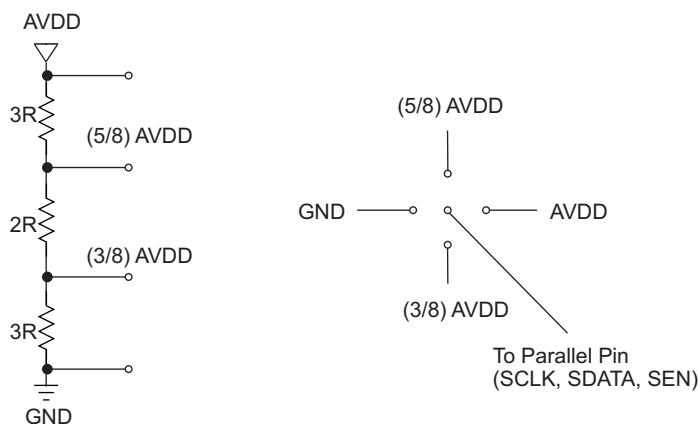 AVDD
3R
(5/8) AVDD
2R
(3/8) AVDD
3R
GND
(5/8) AVDD
GND
AVDD
(3/8) AVDD
To Parallel Pin
(SCLK, SDATA, SEN)